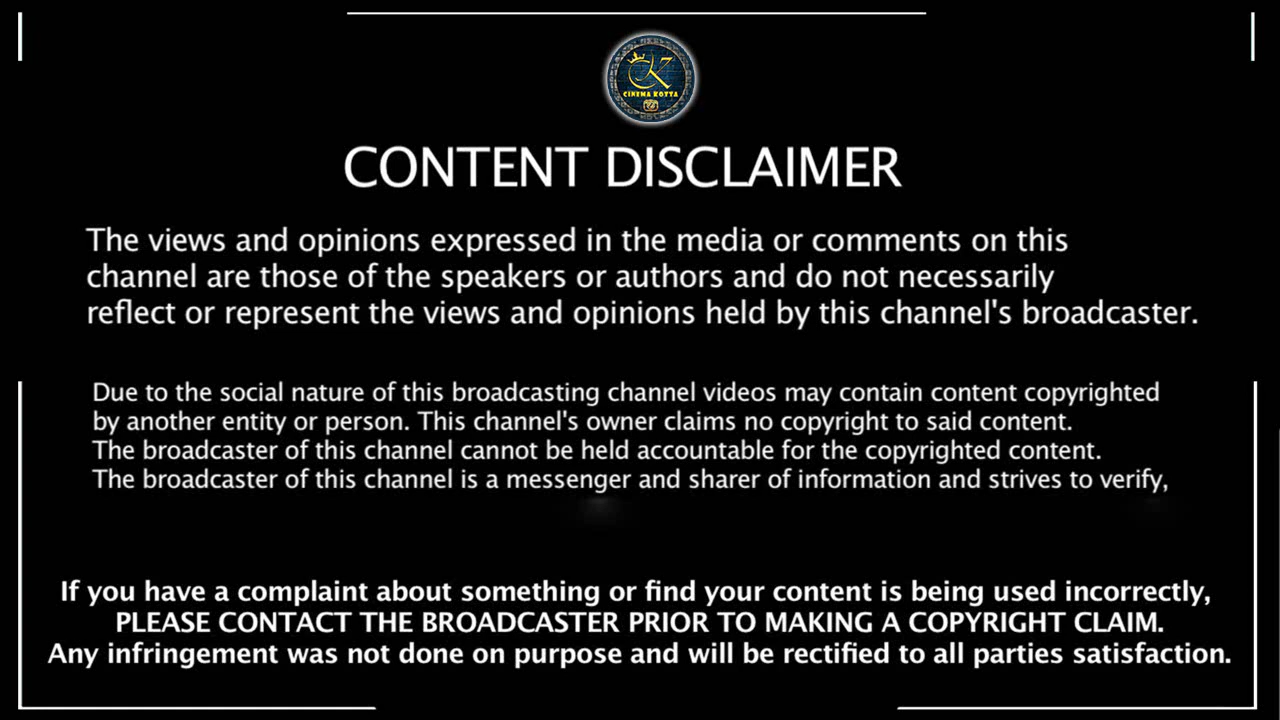 CK
CINEMA KOTTA
CONTENT DISCLAIMER
The views and opinions expressed in the media or comments on this
channel are those of the speakers or authors and do not necessarily
reflect or represent the views and opinions held by this channel's broadcaster.
Due to the social nature of this broadcasting channel videos may contain content copyrighted
by another entity or person. This channel's owner claims no copyright to said content.
The broadcaster of this channel cannot be held accountable for the copyrighted content.
The broadcaster of this channel is a messenger and sharer of information and strives to verify,
If you have a complaint about something or find your content is being used incorrectly,
PLEASE CONTACT THE BROADCASTER PRIOR TO MAKING A COPYRIGHT CLAIM.
Any infringement was not done on purpose and will be rectified to all parties satisfaction.